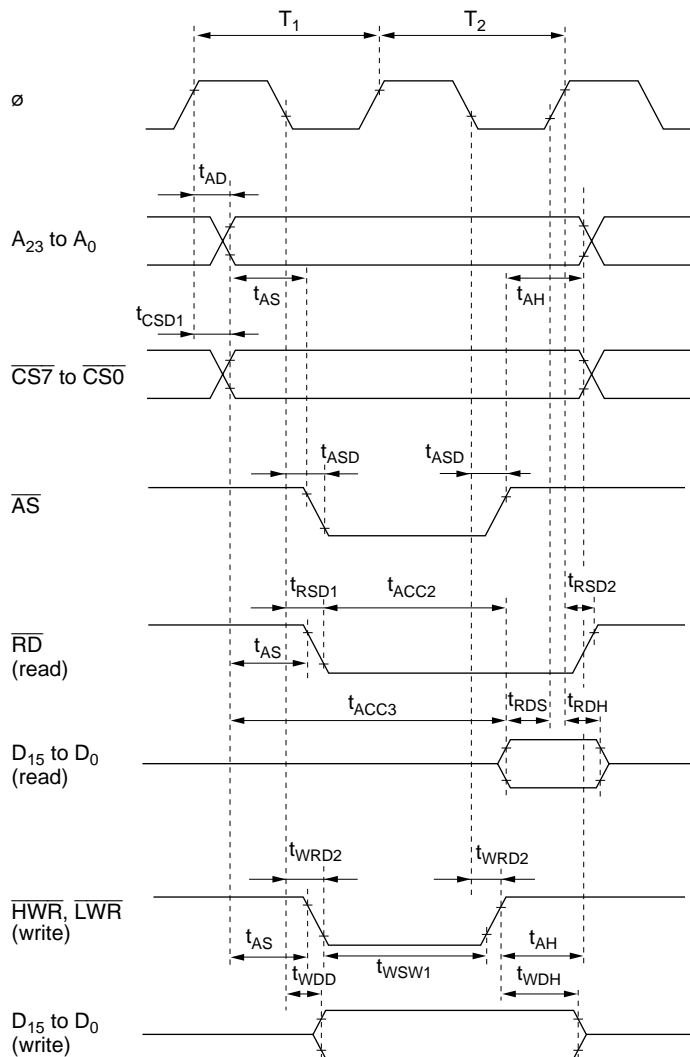 T1 T2
ø
tAD
A23 to A0
tAS tAH
tCSD1
CS7 to CS0
tASD tASD
AS
tRSD1 tACC2 tRSD2
RD
(read)
tAS
tACC3 tRDS tRDH
D15 to D0
(read)
tWRD2 tWRD2
HWR, LWR
(write)
tAS tWSW1 tAH
tWDD tWDH
D15 to D0
(write)